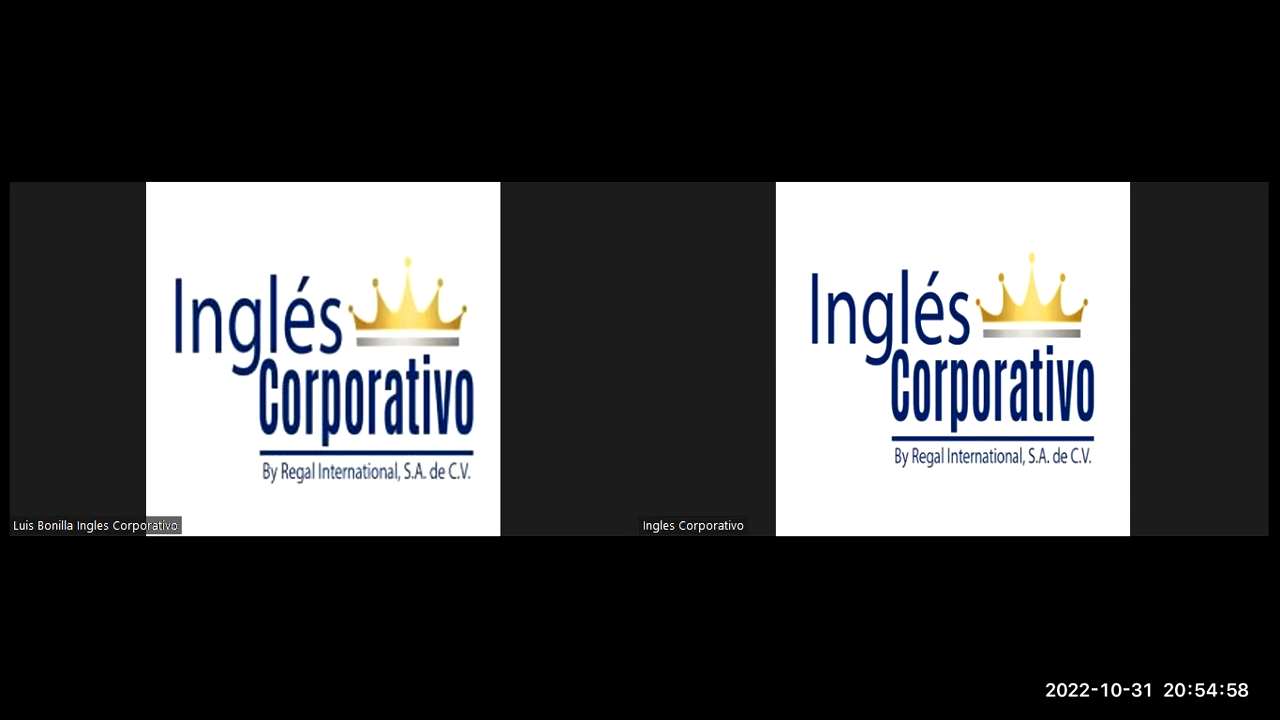 Inglés
Corporativo
By Regal International, S.A. de C.V.
Luis Bonilla Ingles Corporativo
Inglés
Corporativo
By Regal International, S.A. de C.V.
Ingles Corporativo
2022-10-31 20:54:58